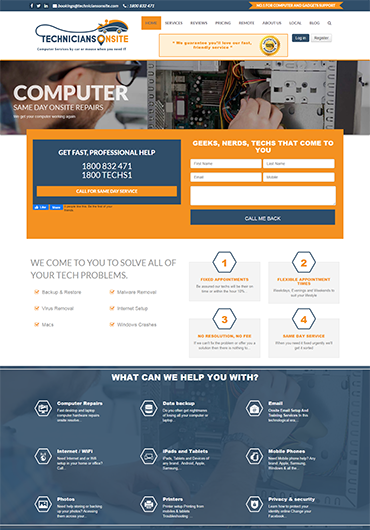 bookings@techniciansonsite.com
1800 832 471
NO.1 FOR COMPUTER AND GADGETS SUPPORT
TECHNICIANS ONSITE
Computer Services by car or moves when you need IT
HOME SERVICES REVIEWS PRICING REMOTE ABOUT US LOCAL BLOG
" We guarantee you'll love our fast, friendly service "
Log in
Register
COMPUTER
SAME DAY ONSITE REPAIRS
We get your computer working again.
GET FAST, PROFESSIONAL HELP
1800 832 471
1800 TECHS1
CALL FOR SAME DAY SERVICE
Like Share
GEEKS, NERDS, TECHS THAT COME TO YOU
First Name
Last Name
Email
Mobile
CALL ME BACK
WE COME TO YOU TO SOLVE ALL OF
YOUR TECH PROBLEMS.
Backup & Restore
Malware Removal
Virus Removal
Internet Setup
Macs
Windows Crashes
1
FIXED APPOINTMENTS
Be assured our techs will be there on
time or within the hour 10%...
2
FLEXIBLE APPOINTMENT
TIMES
Weekdays, Evenings and Weekends to
suit your lifestyle
3
NO RESOLUTION, NO FEE
If we can't fix the problem or offer you a
solution then there is nothing to...
4
SAME DAY SERVICE
When you need it fixed urgently we'll
get it sorted
WHAT CAN WE HELP YOU WITH?
Computer Repairs
Fast desktop and laptop
computer hardware repairs
onsite resolve...
Data backup
Do you often get nightmares
of losing all your computer or
laptop...
Email
Onsite Email Setup And
Training Services in this
technological era...
Internet / WiFi
Need Internet and or Wifi
setup in your home or office?
Call...
iPads and Tablets
iPads, Tablets and Devices of
any brand, Android, Apple,
Samsung...
Mobile Phones
Need Mobile phone help? Any
brand: Apple, Samsung,
Windows & all the...
Photos
Need help storing or backing
up your photos? Accessing
them across your...
Printers
Printer setup Printing from
mobiles & tablets
Troubleshooting...
Privacy & security
Learn how to protect your
identity online Change your
Facebook...